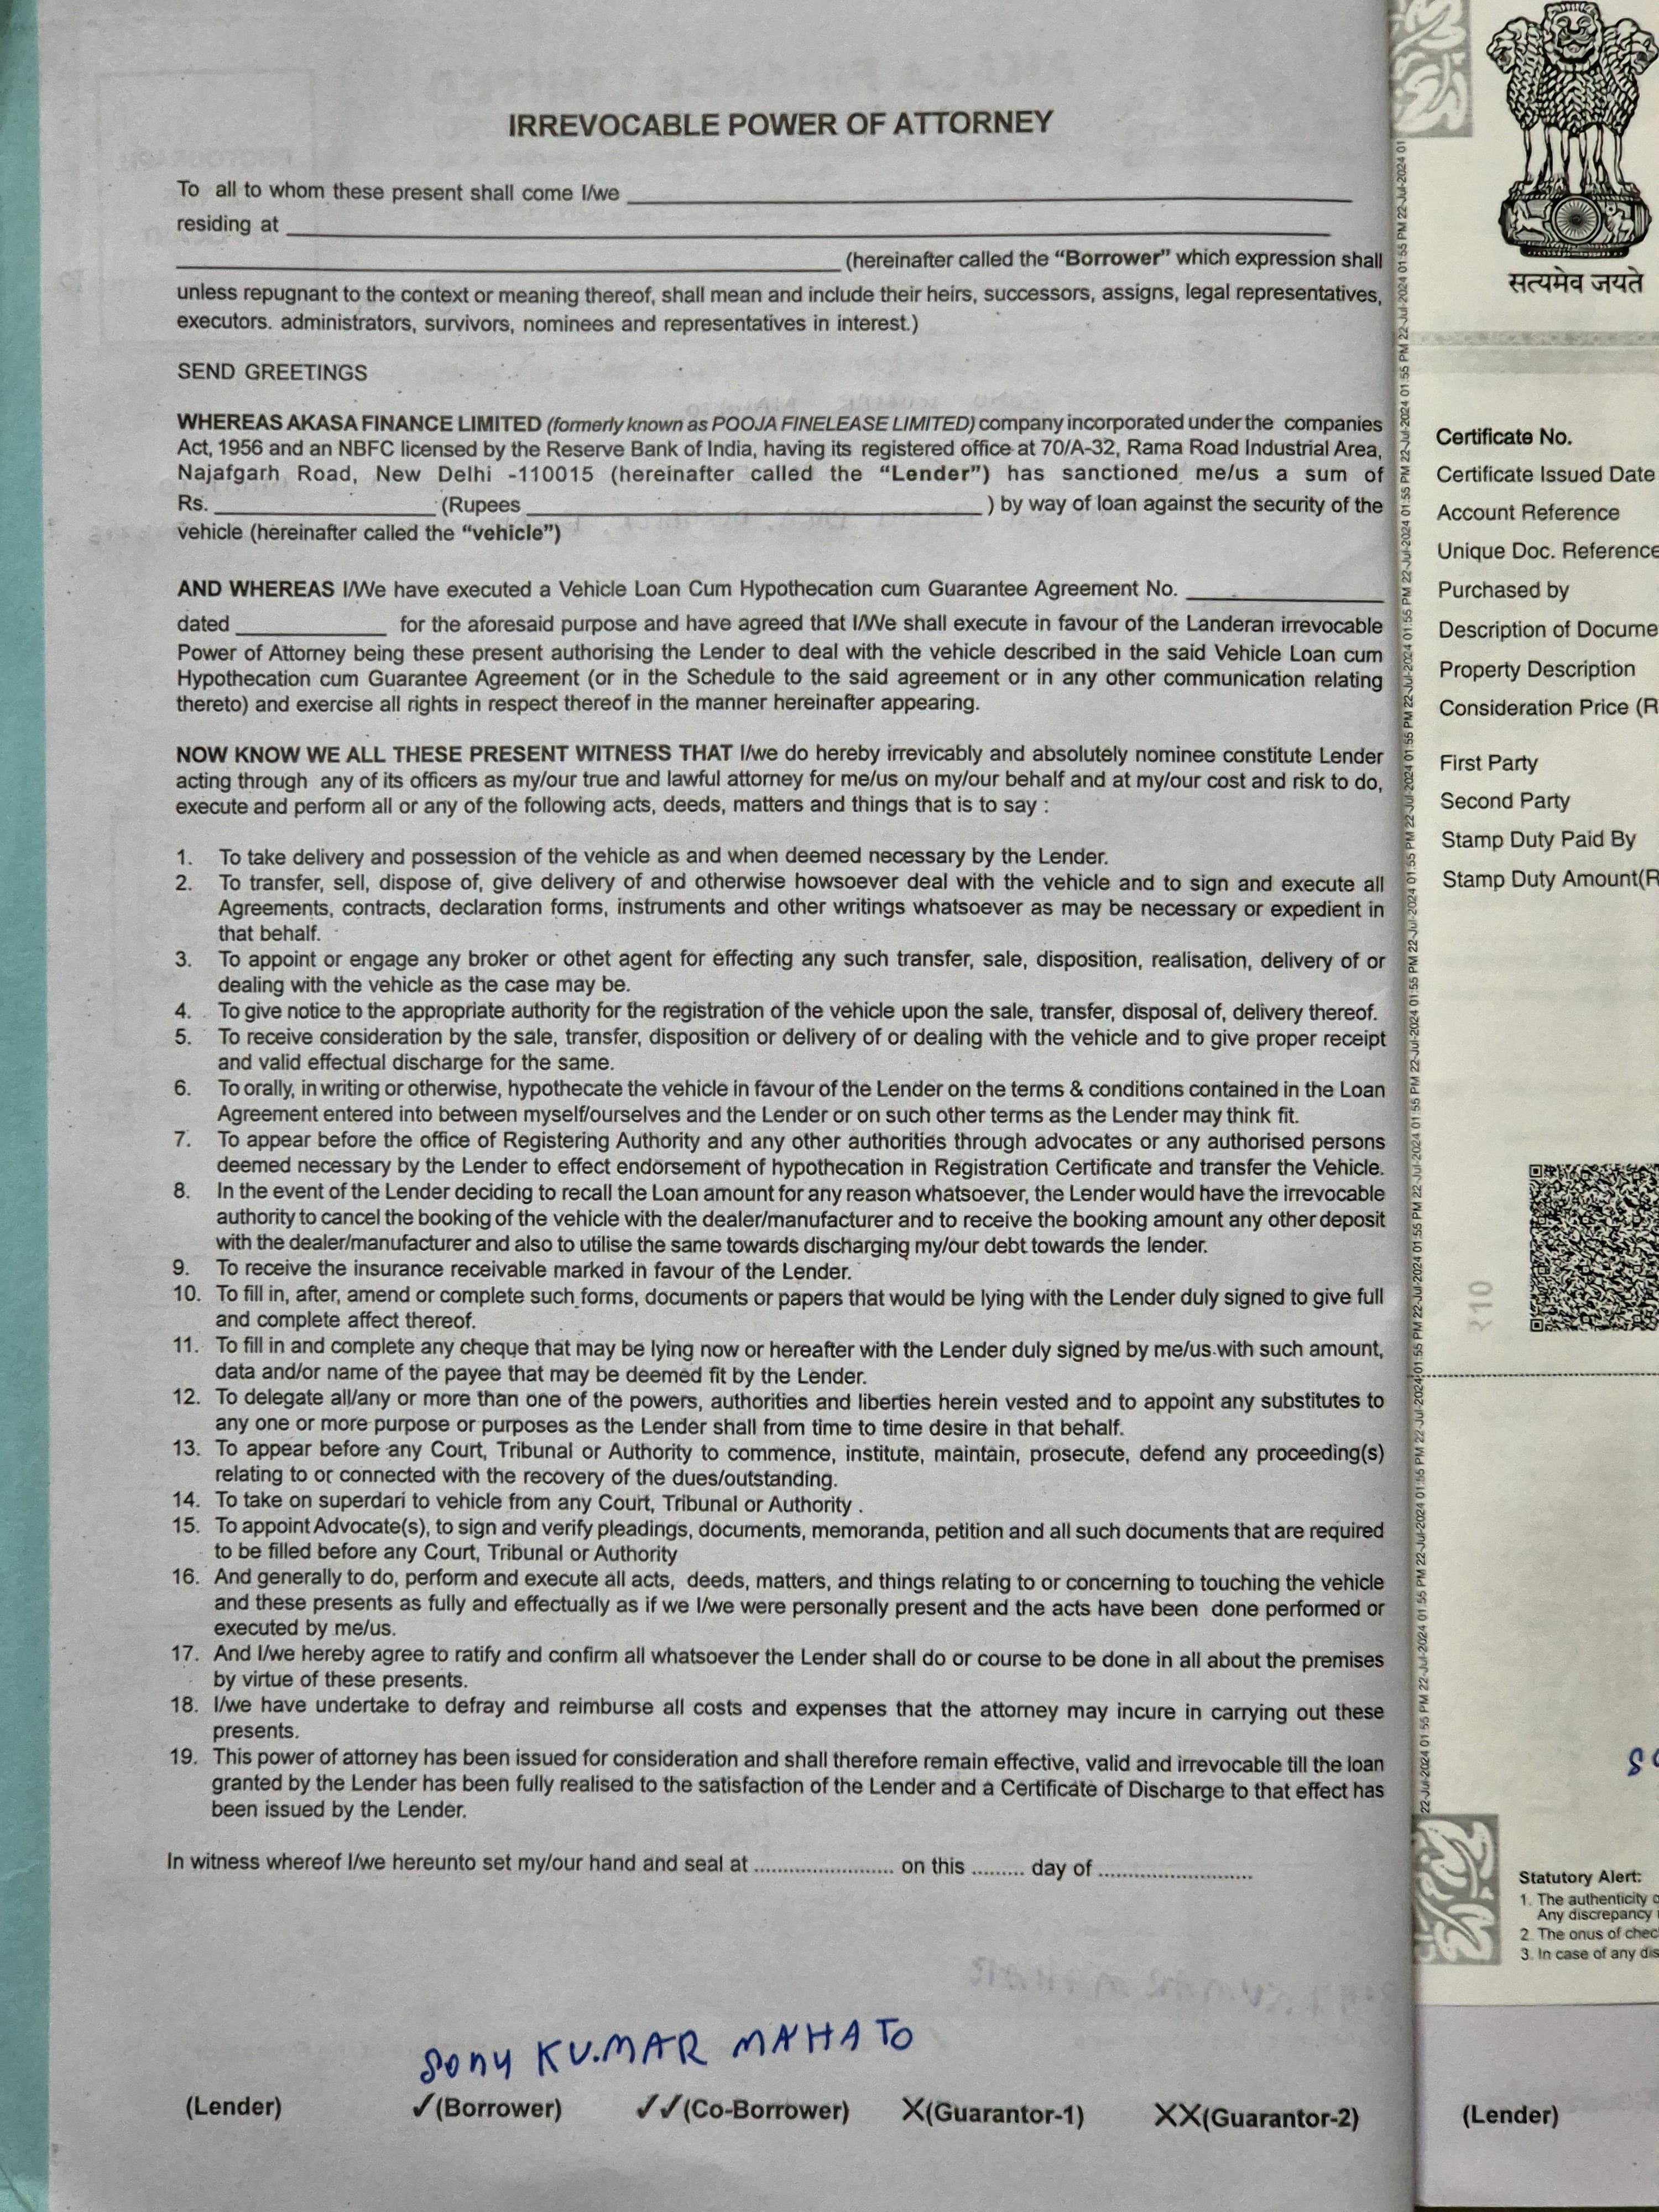 IRREVOCABLE POWER OF ATTORNEY
To all to whom these present shall come I/we
residing at
(hereinafter called the “Borrower” which expression shall
unless repugnant to the context or meaning thereof, shall mean and include their heirs, successors, assigns, legal representatives,
executors. administrators, survivors, nominees and representatives in interest.)
SEND GREETINGS
WHEREAS AKASA FINANCE LIMITED (formerly known as POOJA FINELEASE LIMITED) company incorporated under the companies
Act, 1956 and an NBFC licensed by the Reserve Bank of India, having its registered office at 70/A-32, Rama Road Industrial Area,
Najafgarh Road, New Delhi -110015 (hereinafter called the “Lender”) has sanctioned me/us a sum of
Rs. (Rupees ) by way of loan against the security of the
vehicle (hereinafter called the “vehicle”)
AND WHEREAS I/We have executed a Vehicle Loan Cum Hypothecation cum Guarantee Agreement No.
dated for the aforesaid purpose and have agreed that I/We shall execute in favour of the Landeran irrevocable
Power of Attorney being these present authorising the Lender to deal with the vehicle described in the said Vehicle Loan cum
Hypothecation cum Guarantee Agreement (or in the Schedule to the said agreement or in any other communication relating
thereto) and exercise all rights in respect thereof in the manner hereinafter appearing.
NOW KNOW WE ALL THESE PRESENT WITNESS THAT I/we do hereby irrevicably and absolutely nominee constitute Lender
acting through any of its officers as my/our true and lawful attorney for me/us on my/our behalf and at my/our cost and risk to do,
execute and perform all or any of the following acts, deeds, matters and things that is to say :
1. To take delivery and possession of the vehicle as and when deemed necessary by the Lender.
2. To transfer, sell, dispose of, give delivery of and otherwise howsoever deal with the vehicle and to sign and execute all
Agreements, contracts, declaration forms, instruments and other writings whatsoever as may be necessary or expedient in
that behalf.
3. To appoint or engage any broker or othet agent for effecting any such transfer, sale, disposition, realisation, delivery of or
dealing with the vehicle as the case may be.
4. To give notice to the appropriate authority for the registration of the vehicle upon the sale, transfer, disposal of, delivery thereof.
5. To receive consideration by the sale, transfer, disposition or delivery of or dealing with the vehicle and to give proper receipt
and valid effectual discharge for the same.
6. To orally, in writing or otherwise, hypothecate the vehicle in favour of the Lender on the terms & conditions contained in the Loan
Agreement entered into between myself/ourselves and the Lender or on such other terms as the Lender may think fit.
7. To appear before the office of Registering Authority and any other authorities through advocates or any authorised persons
deemed necessary by the Lender to effect endorsement of hypothecation in Registration Certificate and transfer the Vehicle.
8. In the event of the Lender deciding to recall the Loan amount for any reason whatsoever, the Lender would have the irrevocable
authority to cancel the booking of the vehicle with the dealer/manufacturer and to receive the booking amount any other deposit
with the dealer/manufacturer and also to utilise the same towards discharging my/our debt towards the lender.
9. To receive the insurance receivable marked in favour of the Lender.
10. To fill in, after, amend or complete such forms, documents or papers that would be lying with the Lender duly signed to give full
and complete affect thereof.
11. To fill in and complete any cheque that may be lying now or hereafter with the Lender duly signed by me/us with such amount,
data and/or name of the payee that may be deemed fit by the Lender.
12. To delegate all/any or more than one of the powers, authorities and liberties herein vested and to appoint any substitutes to
any one or more purpose or purposes as the Lender shall from time to time desire in that behalf.
13. To appear before any Court, Tribunal or Authority to commence, institute, maintain, prosecute, defend any proceeding(s)
relating to or connected with the recovery of the dues/outstanding.
14. To take on superdari to vehicle from any Court, Tribunal or Authority .
15. To appoint Advocate(s), to sign and verify pleadings, documents, memoranda, petition and all such documents that are required
to be filled before any Court, Tribunal or Authority
16. And generally to do, perform and execute all acts, deeds, matters, and things relating to or concerning to touching the vehicle
and these presents as fully and effectually as if we I/we were personally present and the acts have been done performed or
executed by me/us.
17. And I/we hereby agree to ratify and confirm all whatsoever the Lender shall do or course to be done in all about the premises
by virtue of these presents.
18. I/we have undertake to defray and reimburse all costs and expenses that the attorney may incure in carrying out these
presents.
19. This power of attorney has been issued for consideration and shall therefore remain effective, valid and irrevocable till the loan
granted by the Lender has been fully realised to the satisfaction of the Lender and a Certificate of Discharge to that effect has
been issued by the Lender.
In witness whereof I/we hereunto set my/our hand and seal at ........................ on this ......... day of ..........................
SONY KUMAR MAHATO
(Lender) ✓(Borrower) ✓✓(Co-Borrower) X(Guarantor-1) XX(Guarantor-2)
सत्यमेव जयते
Certificate No.
Certificate Issued Date
Account Reference
Unique Doc. Reference
Purchased by
Description of Docume
Property Description
Consideration Price (R
First Party
Second Party
Stamp Duty Paid By
Stamp Duty Amount(R
₹10
22-Jul-2024 01:55 PM
Statutory Alert:
1. The authenticity o
Any discrepancy
2. The onus of chec
3. In case of any dis
(Lender)